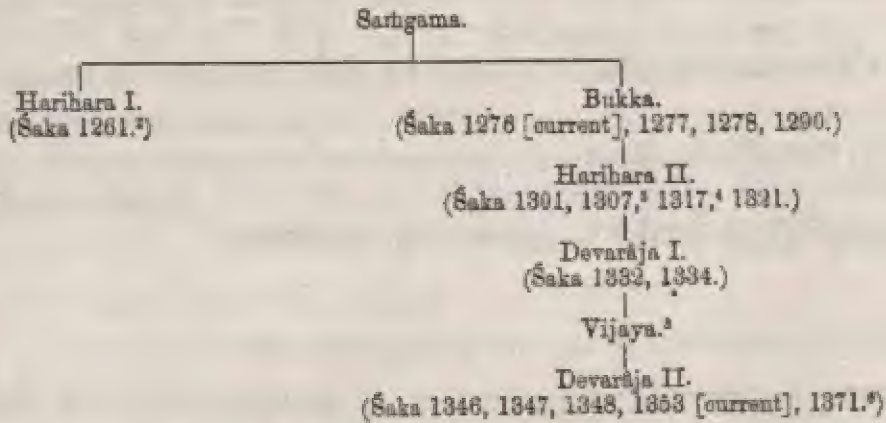 Saṁgama.
Harihara I.
(Śaka 1261.²)
Bukka.
(Śaka 1276 [current], 1277, 1278, 1290.)
Harihara II.
(Śaka 1301, 1307,³ 1317,⁴ 1321.)
Devarâja I.
(Śaka 1332, 1334.)
Vijaya.⁵
Devarâja II.
(Śaka 1346, 1347, 1348, 1353 [current], 1371.⁶)